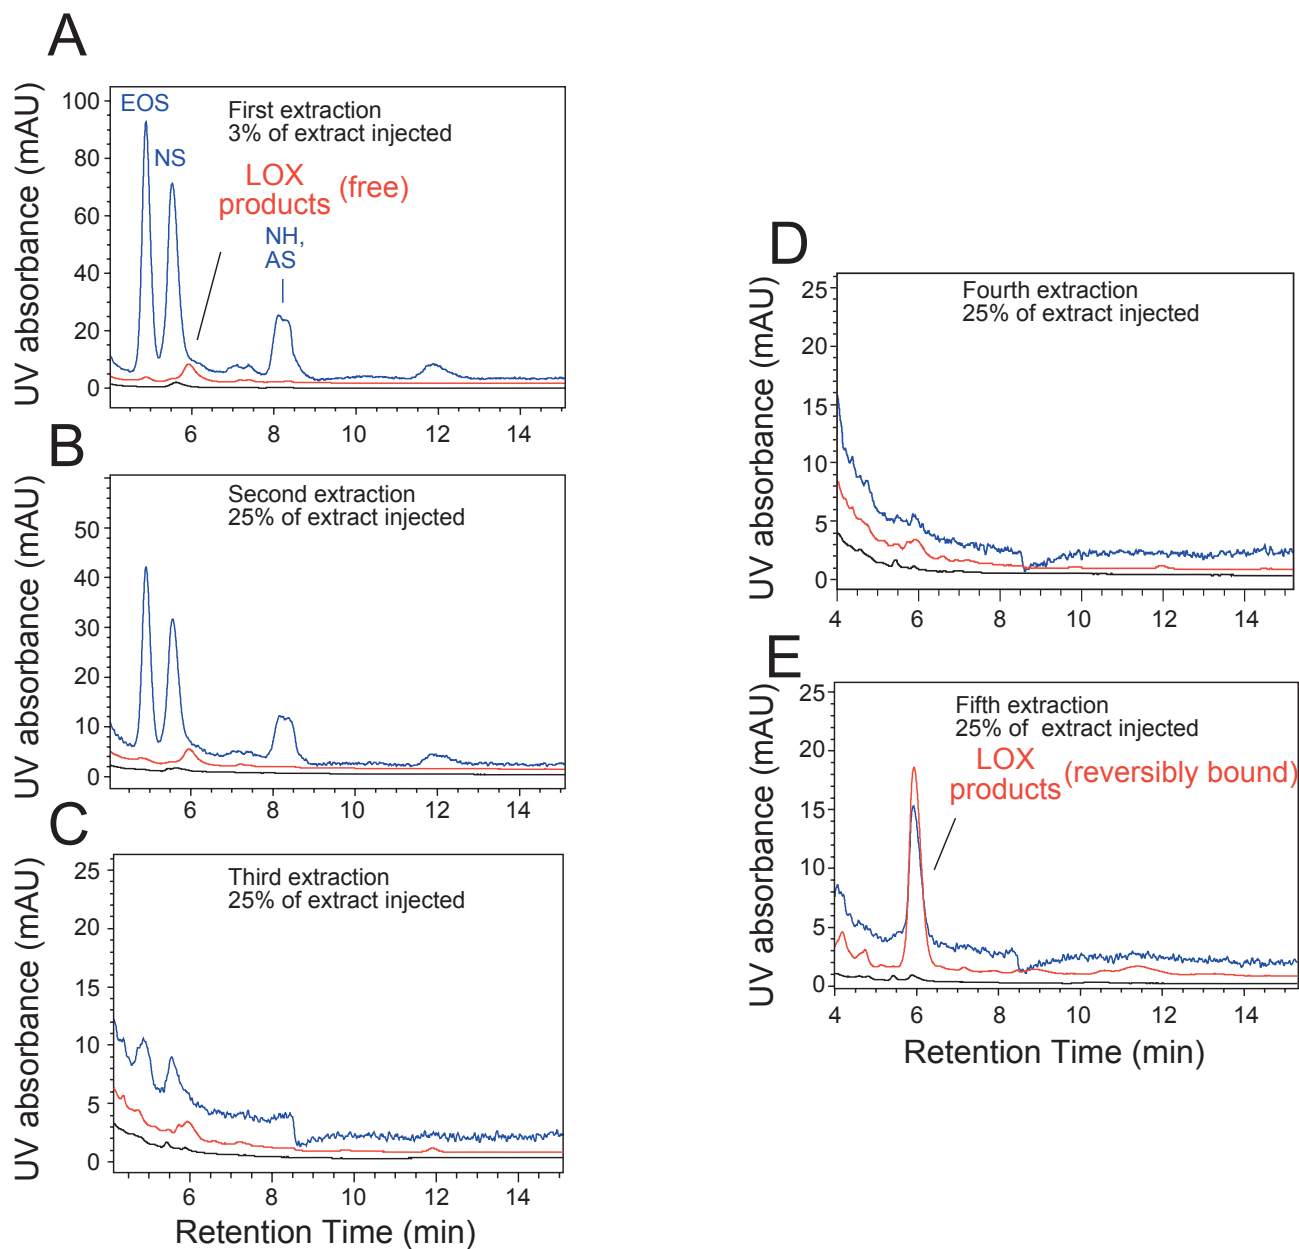 A
UV absorbance (mAU)
100
80
60
40
20
0
EOS
NS
First extraction
3% of extract injected
LOX
products (free)
NH,
AS
6 8 10 12 14
B
UV absorbance (mAU)
50
40
30
20
10
0
Second extraction
25% of extract injected
6 8 10 12 14
C
UV absorbance (mAU)
25
20
15
10
5
0
Third extraction
25% of extract injected
6 8 10 12 14
Retention Time (min)
D
UV absorbance (mAU)
25
20
15
10
5
0
Fourth extraction
25% of extract injected
4 6 8 10 12 14
E
UV absorbance (mAU)
25
20
15
10
5
0
Fifth extraction
25% of extract injected
LOX
products (reversibly bound)
4 6 8 10 12 14
Retention Time (min)